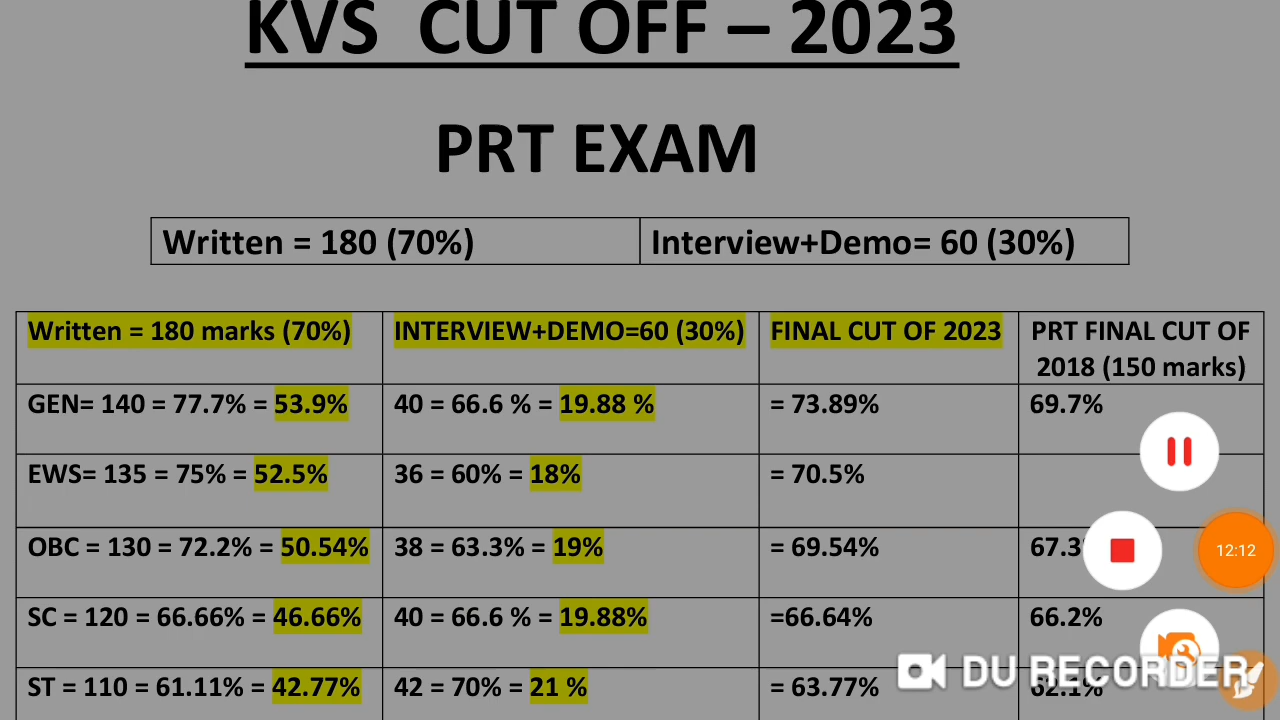 KVS CUT OFF – 2023
PRT EXAM
Written = 180 (70%) Interview+Demo= 60 (30%)
Written = 180 marks (70%) INTERVIEW+DEMO=60 (30%) FINAL CUT OF 2023 PRT FINAL CUT OF
2018 (150 marks)
GEN= 140 = 77.7% = 53.9% 40 = 66.6 % = 19.88 % = 73.89% 69.7%
EWS= 135 = 75% = 52.5% 36 = 60% = 18% = 70.5%
OBC = 130 = 72.2% = 50.54% 38 = 63.3% = 19% = 69.54% 67.3
12:12
SC = 120 = 66.66% = 46.66% 40 = 66.6 % = 19.88% =66.64% 66.2%
ST = 110 = 61.11% = 42.77% 42 = 70% = 21 % = 63.77% 62.1%
DU RECORDER